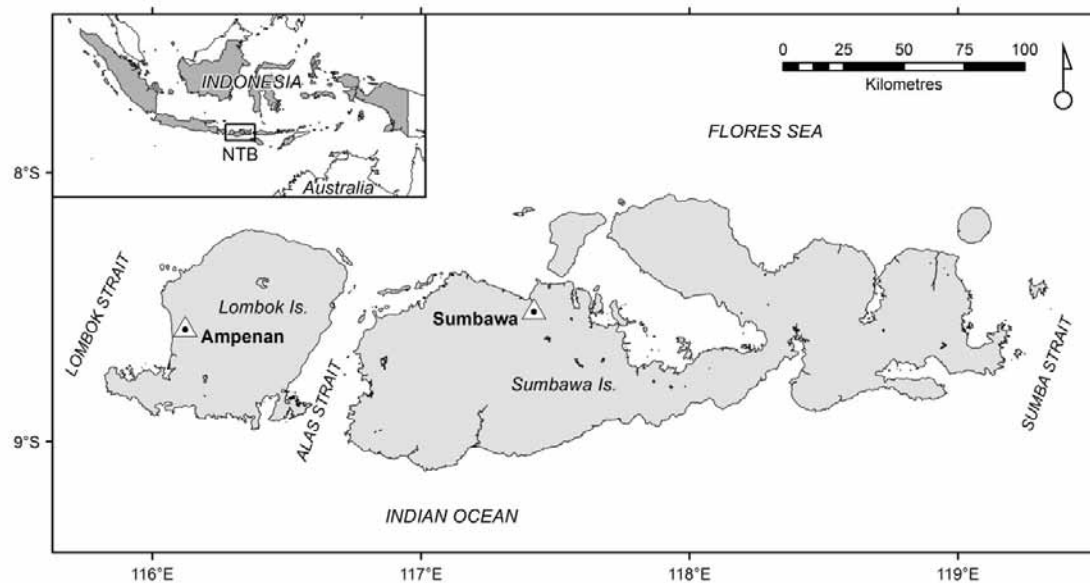 INDONESIA
NTB
Australia
0 25 50 75 100
Kilometres
FLORES SEA
8°S
LOMBOK STRAIT
Lombok Is.
Ampenan
Sumbawa
ALAS STRAIT
Sumbawa Is.
SUMBA STRAIT
9°S
INDIAN OCEAN
116°E 117°E 118°E 119°E